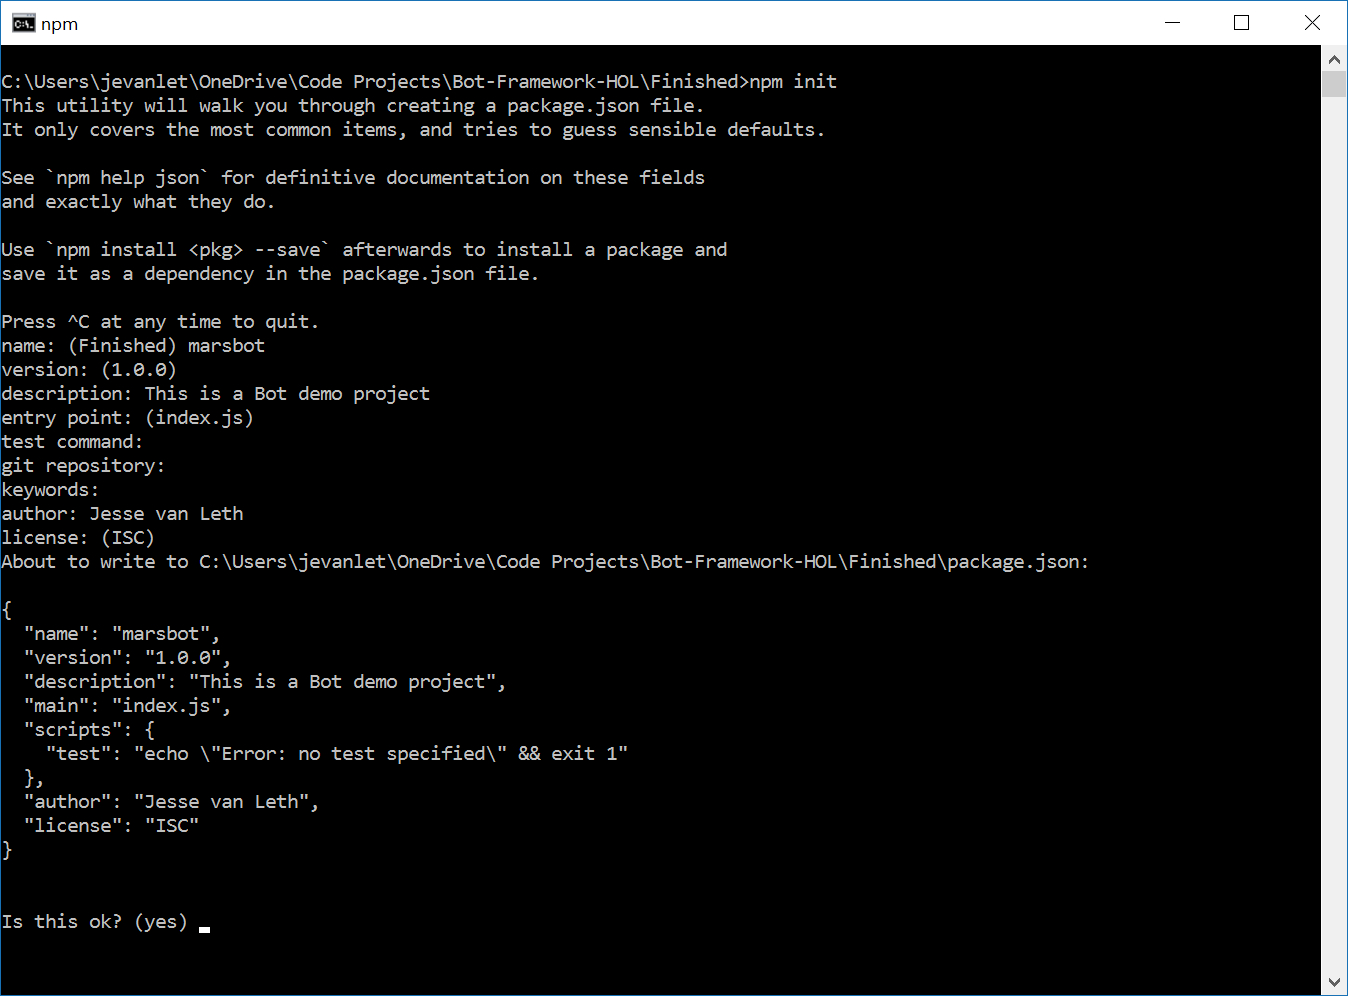 npm
C:\Users\jevanlet\OneDrive\Code Projects\Bot-Framework-HOL\Finished>npm init
This utility will walk you through creating a package.json file.
It only covers the most common items, and tries to guess sensible defaults.
See `npm help json` for definitive documentation on these fields
and exactly what they do.
Use `npm install <pkg> --save` afterwards to install a package and
save it as a dependency in the package.json file.
Press ^C at any time to quit.
name: (Finished) marsbot
version: (1.0.0)
description: This is a Bot demo project
entry point: (index.js)
test command:
git repository:
keywords:
author: Jesse van Leth
license: (ISC)
About to write to C:\Users\jevanlet\OneDrive\Code Projects\Bot-Framework-HOL\Finished\package.json:
{
  "name": "marsbot",
  "version": "1.0.0",
  "description": "This is a Bot demo project",
  "main": "index.js",
  "scripts": {
    "test": "echo \"Error: no test specified\" && exit 1"
  },
  "author": "Jesse van Leth",
  "license": "ISC"
}
Is this ok? (yes)